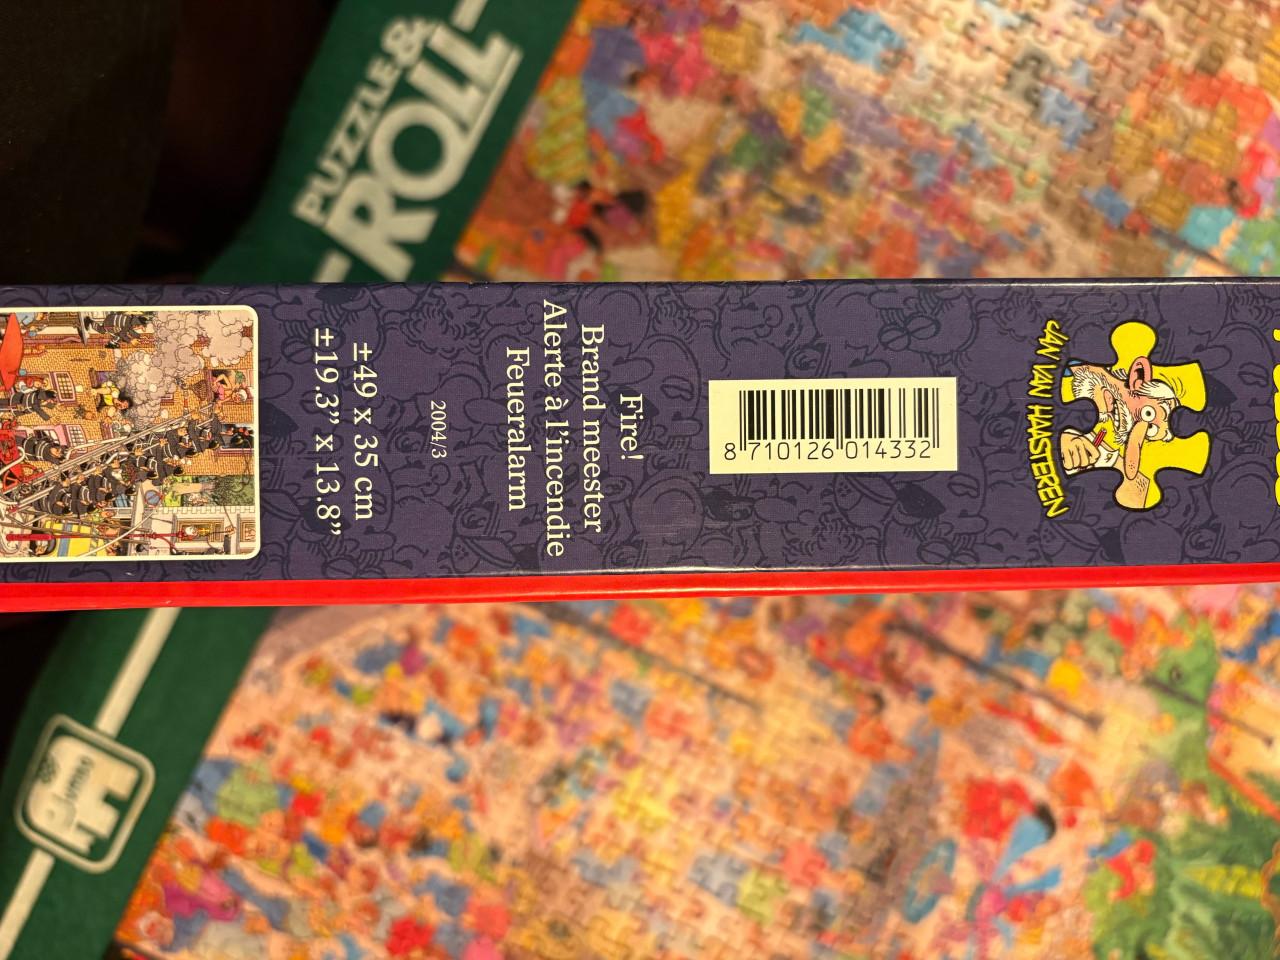 PUZZLE &
ROLL
JAN VAN HAASTEREN
8 710126 014332
Fire!
Brand meester
Alerte à l'incendie
Feueralarm
2004/3
±49 x 35 cm
±19.3” x 13.8”
Jumbo